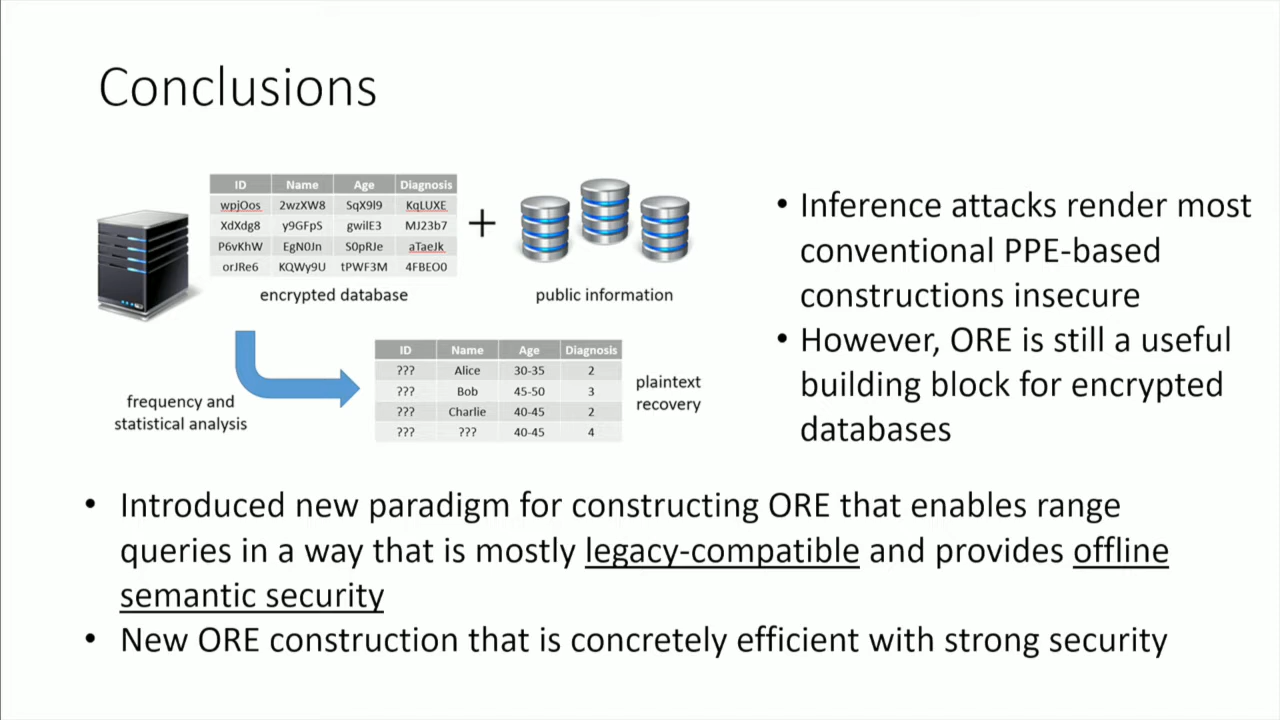 Conclusions
ID Name Age Diagnosis
wpjOos 2wzXW8 SqX9l9 KqLUXE
XdXdg8 y9GFpS gwilE3 MJ23b7
P6vKhW EgN0Jn S0pRJe aTaeJk
orJRe6 KQWy9U tPWF3M 4FBEO0
+
encrypted database
public information
ID Name Age Diagnosis
??? Alice 30-35 2
??? Bob 45-50 3
??? Charlie 40-45 2
??? ??? 40-45 4
frequency and
statistical analysis
plaintext
recovery
• Inference attacks render most
conventional PPE-based
constructions insecure
• However, ORE is still a useful
building block for encrypted
databases
• Introduced new paradigm for constructing ORE that enables range
queries in a way that is mostly legacy-compatible and provides offline
semantic security
• New ORE construction that is concretely efficient with strong security